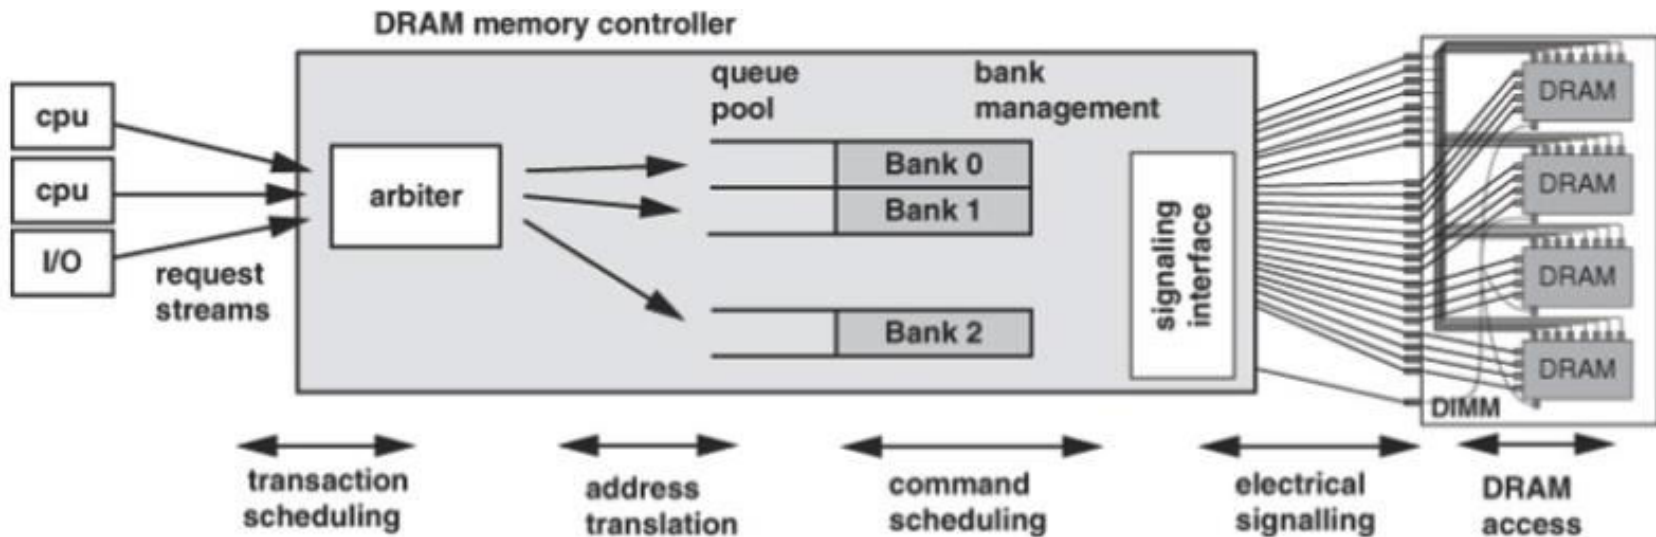 DRAM memory controller
cpu
cpu
I/O
request
streams
arbiter
queue
pool
bank
management
Bank 0
Bank 1
Bank 2
signaling
interface
DRAM
DRAM
DRAM
DRAM
DIMM
transaction
scheduling
address
translation
command
scheduling
electrical
signalling
DRAM
access